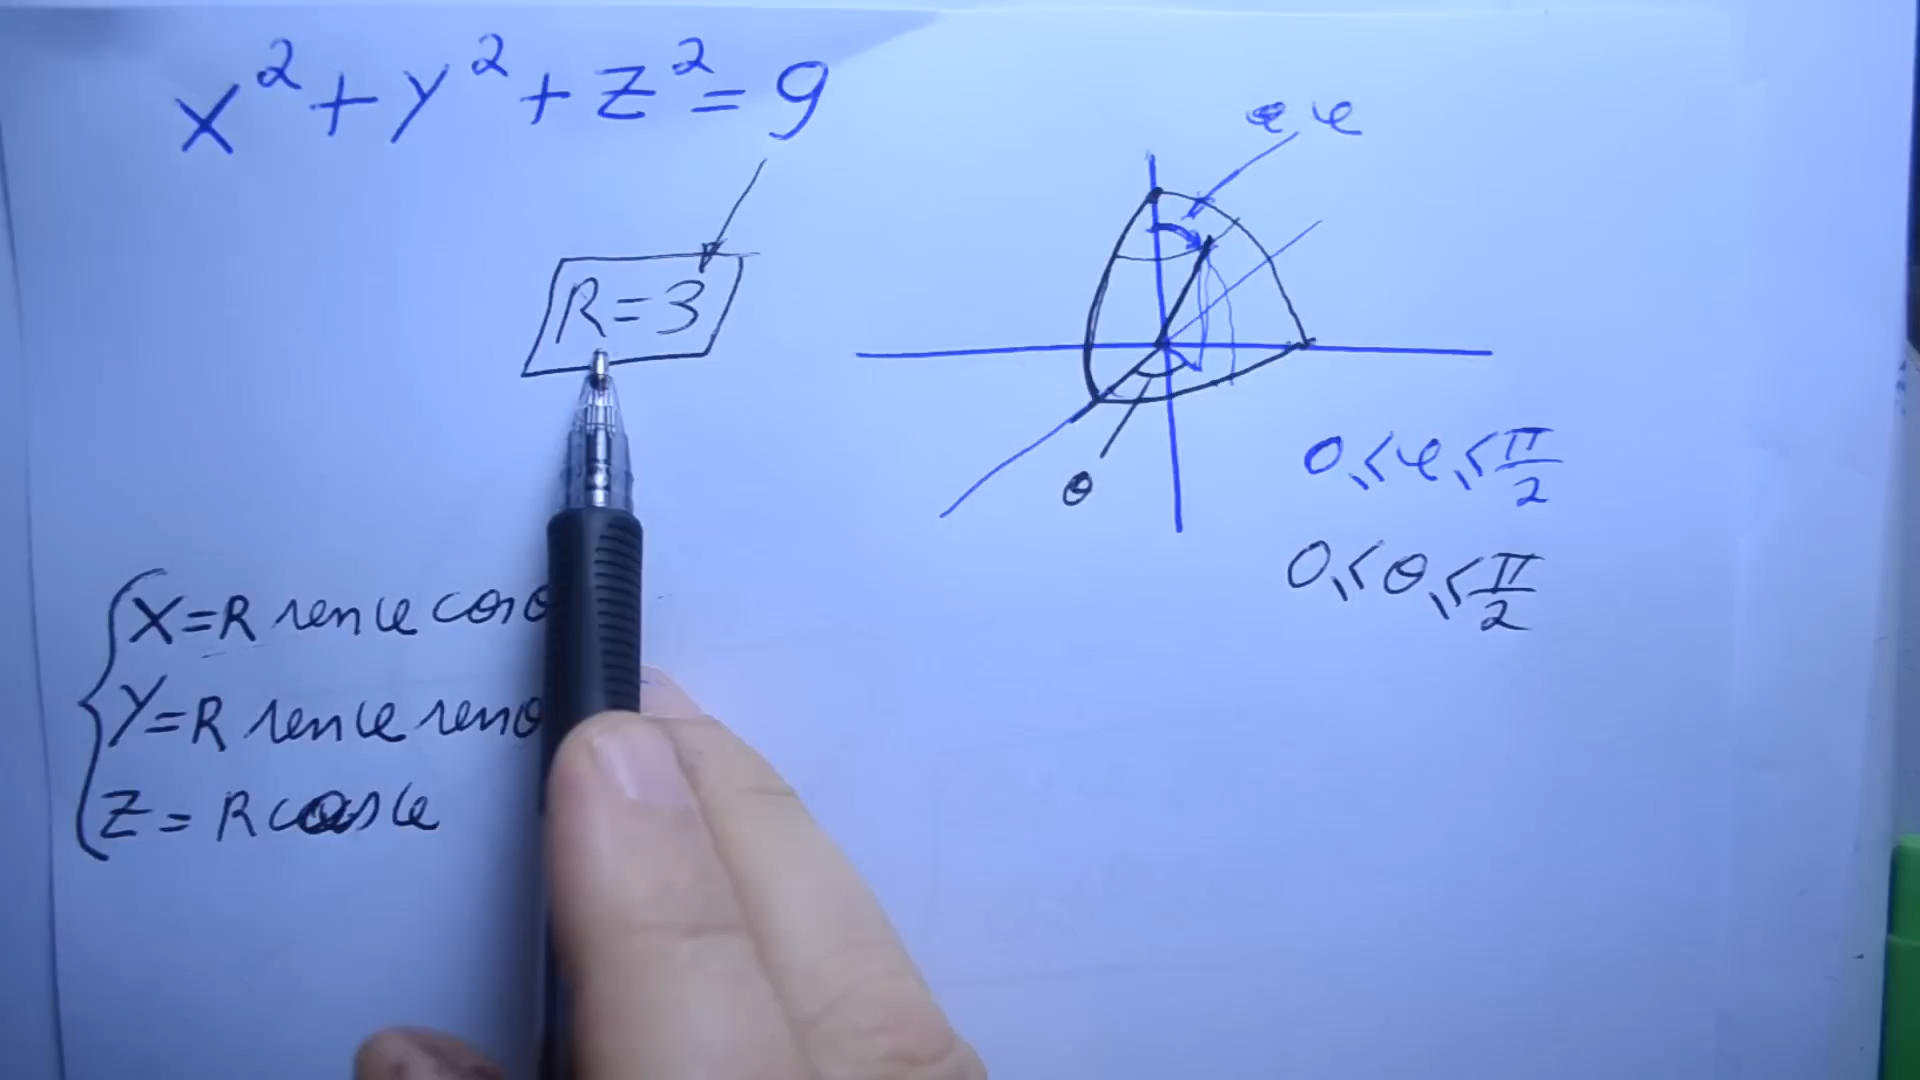 x² + y² + z² = 9
R = 3
φ
θ
0 ≤ φ ≤ π/2
0 ≤ θ ≤ π/2
X = R sen φ cos θ
Y = R sen φ sen θ
Z = R cos φ